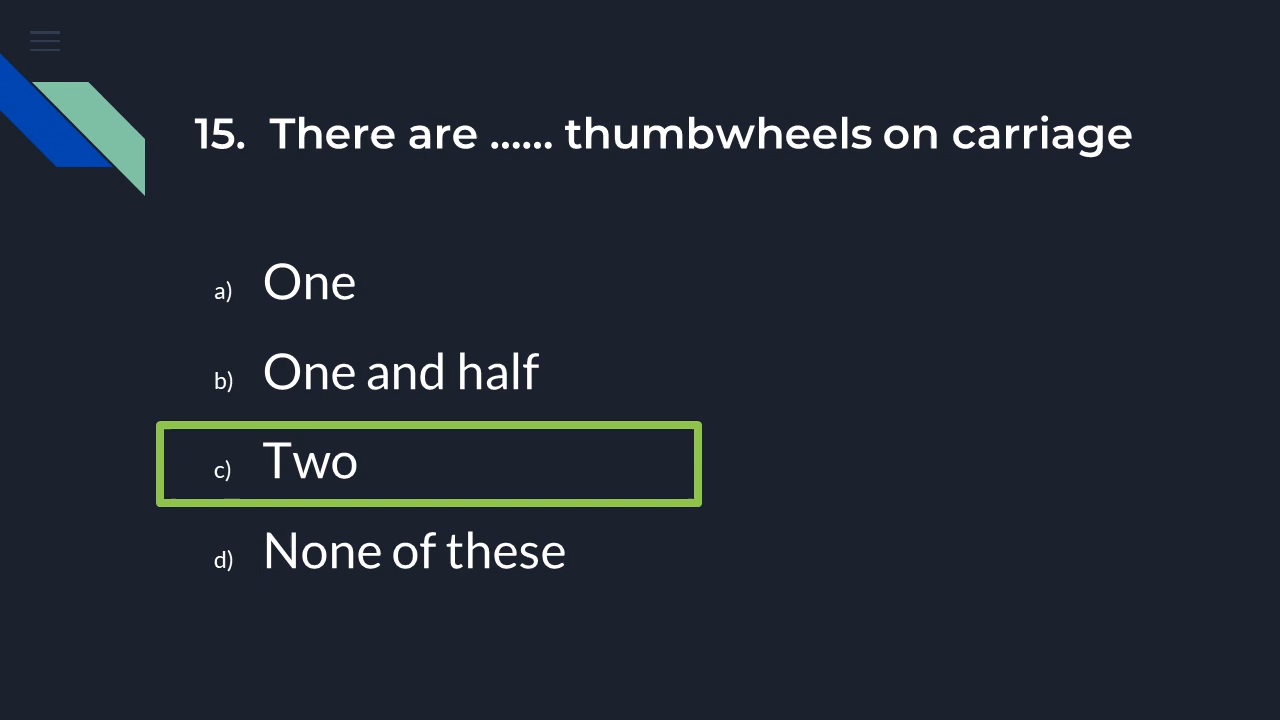 15. There are ...... thumbwheels on carriage
a) One
b) One and half
c) Two
d) None of these